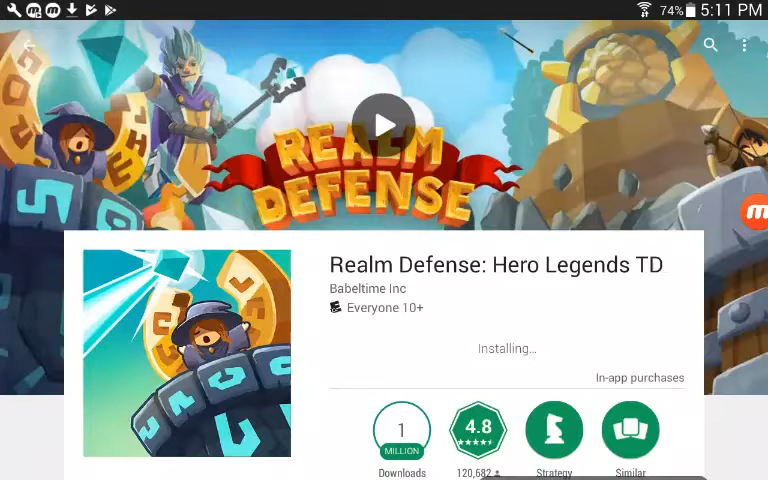 74% 5:11 PM
REALM
DEFENSE
Realm Defense: Hero Legends TD
Babeltime Inc
Everyone 10+
Installing...
In-app purchases
1
MILLION
4.8
Downloads
120,682
Strategy
Similar